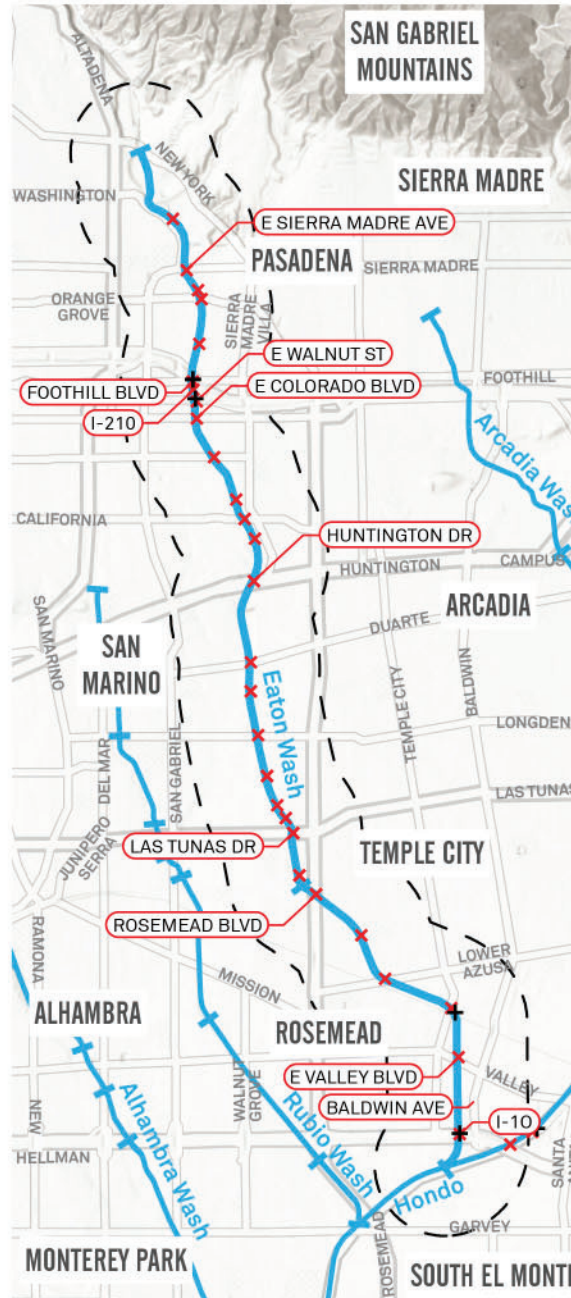 SAN GABRIEL
MOUNTAINS
ALTADENA
NEW YORK
WASHINGTON
SIERRA MADRE
E SIERRA MADRE AVE
PASADENA
SIERRA MADRE
ORANGE
GROVE
SIERRA
MADRE
VILLA
E WALNUT ST
FOOTHILL BLVD
E COLORADO BLVD
FOOTHILL
I-210
Arcadia Was
CALIFORNIA
HUNTINGTON DR
HUNTINGTON
CAMPUS
ARCADIA
DUARTE
SAN MARINO
SAN
MARINO
BALDWIN
TEMPLE CITY
Eaton Wash
LONGDEN
DEL MAR
SAN GABRIEL
LAS TUNAS
JUNIPERO
SERRA
LAS TUNAS DR
TEMPLE CITY
ROSEMEAD BLVD
RAMONA
MISSION
LOWER
AZUSA
ALHAMBRA
ROSEMEAD
E VALLEY BLVD
VALLEY
BALDWIN AVE
I-10
NEW
WALNUT
GROVE
Alhambra Wash
Rubio Wash
HELLMAN
SANTA
Hondo
ROSEMEAD
GARVEY
MONTEREY PARK
SOUTH EL MONT